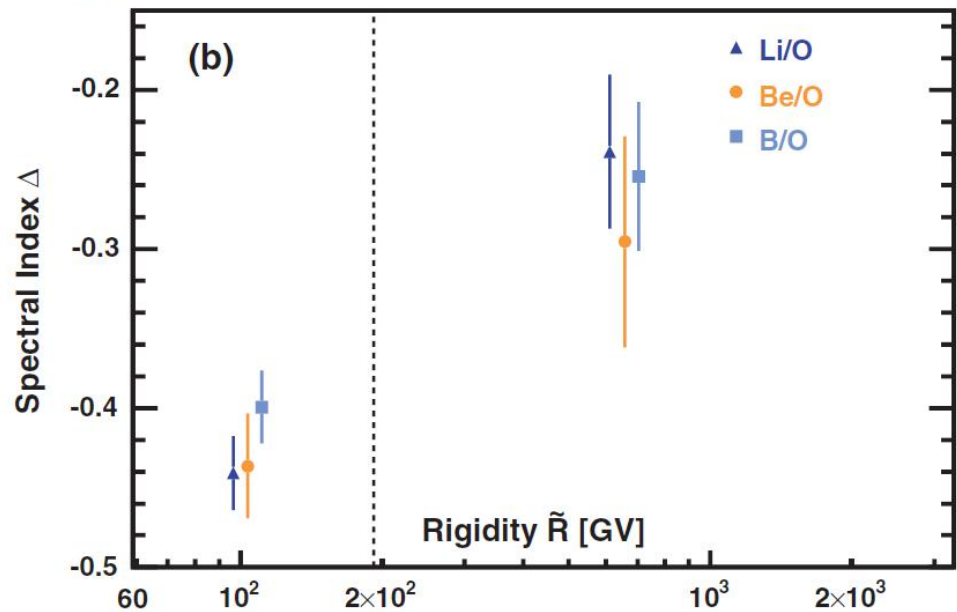 (b)
Li/O
Be/O
B/O
-0.2
-0.3
-0.4
-0.5
Spectral Index Δ
Rigidity R̃ [GV]
60
10²
2×10²
10³
2×10³